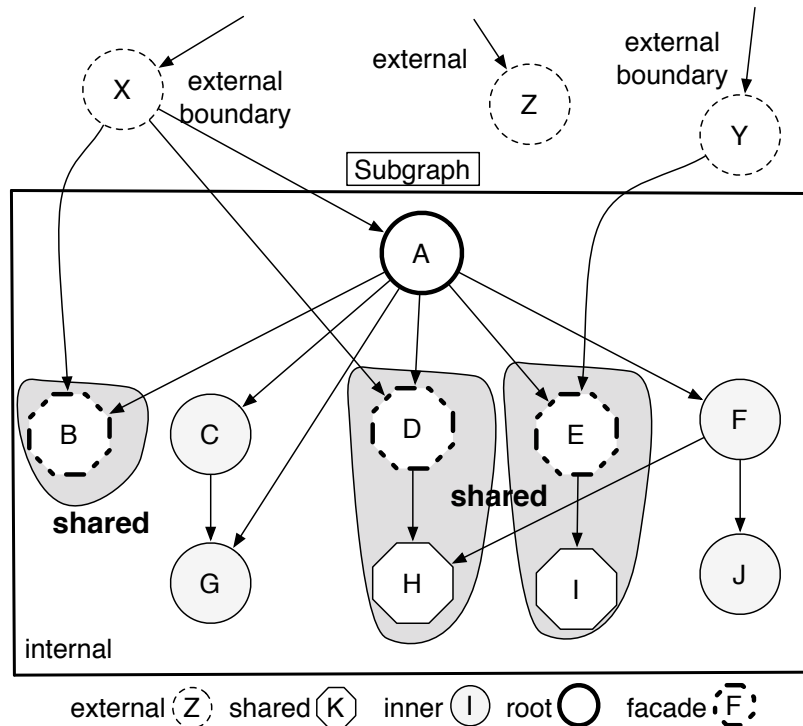 X
external
boundary
external
Z
external
boundary
Y
Subgraph
A
B
C
D
E
F
shared
shared
G
H
I
J
internal
external Z shared K inner I root facade F